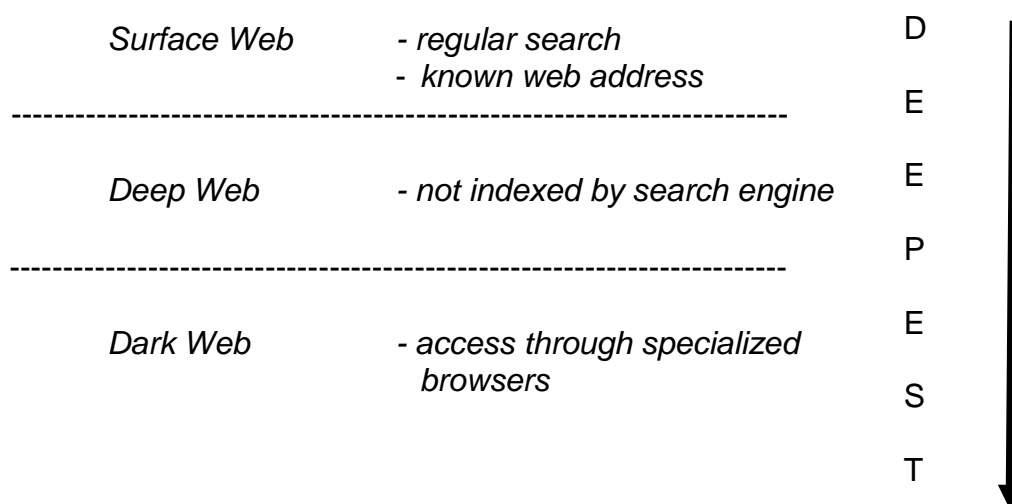 Surface Web - regular search
- known web address
------------------------------------------------------------------------
Deep Web - not indexed by search engine
------------------------------------------------------------------------
Dark Web - access through specialized
browsers
D
E
E
P
E
S
T